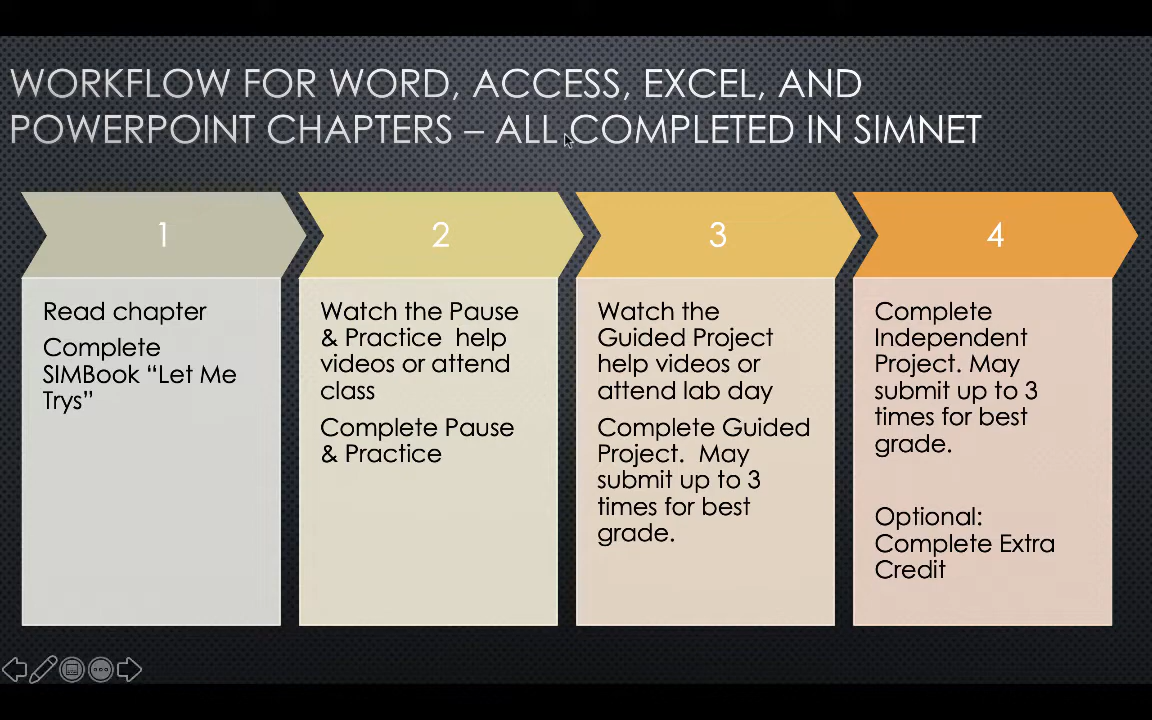 WORKFLOW FOR WORD, ACCESS, EXCEL, AND
POWERPOINT CHAPTERS – ALL COMPLETED IN SIMNET
1
Read chapter
Complete
SIMBook “Let Me
Trys”
2
Watch the Pause
& Practice  help
videos or attend
class
Complete Pause
& Practice
3
Watch the
Guided Project
help videos or
attend lab day
Complete Guided
Project.  May
submit up to 3
times for best
grade.
4
Complete
Independent
Project. May
submit up to 3
times for best
grade.
Optional:
Complete Extra
Credit